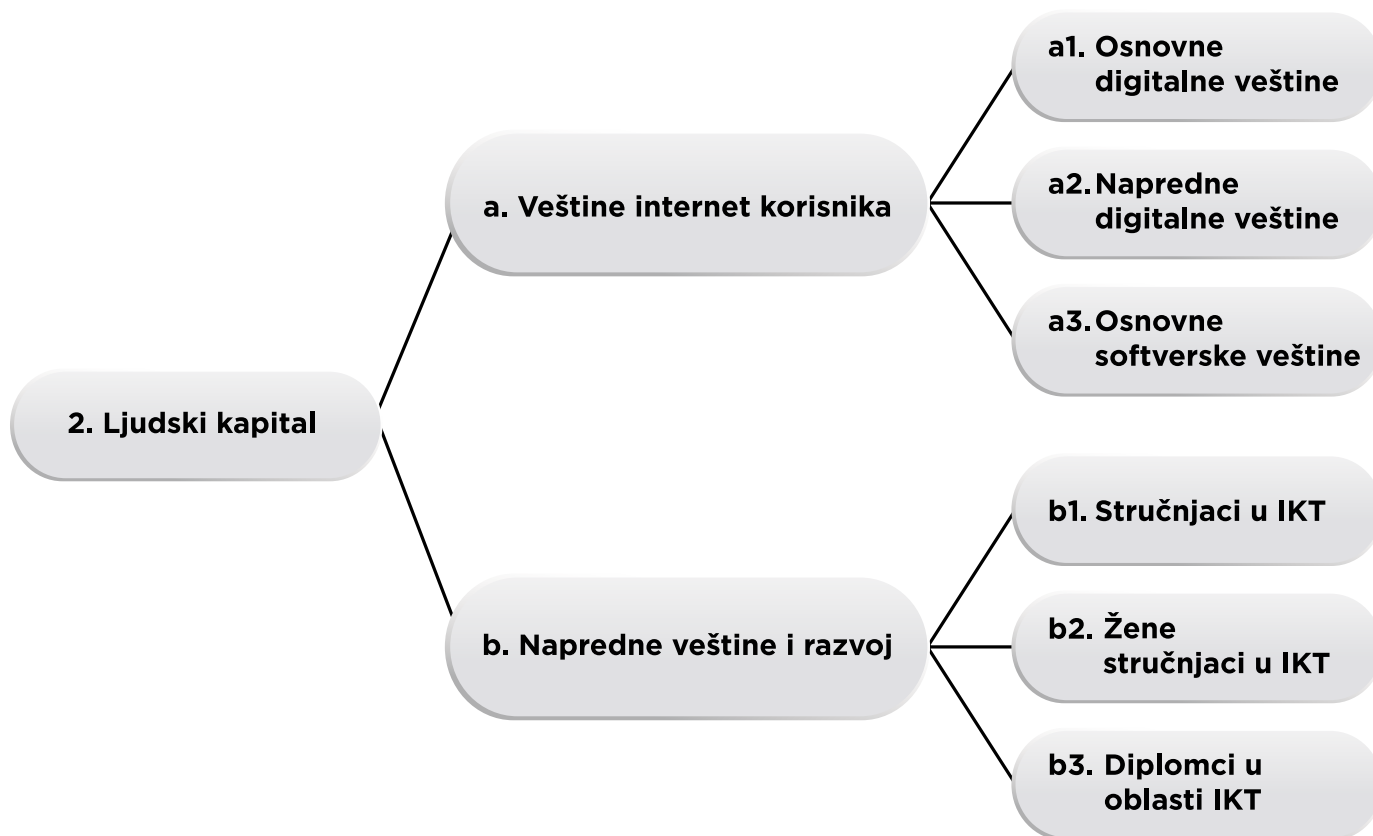 a1. Osnovne
digitalne veštine
a2. Napredne
digitalne veštine
a. Veštine internet korisnika
a3. Osnovne
softverske veštine
2. Ljudski kapital
b1. Stručnjaci u IKT
b2. Žene
stručnjaci u IKT
b. Napredne veštine i razvoj
b3. Diplomci u
oblasti IKT